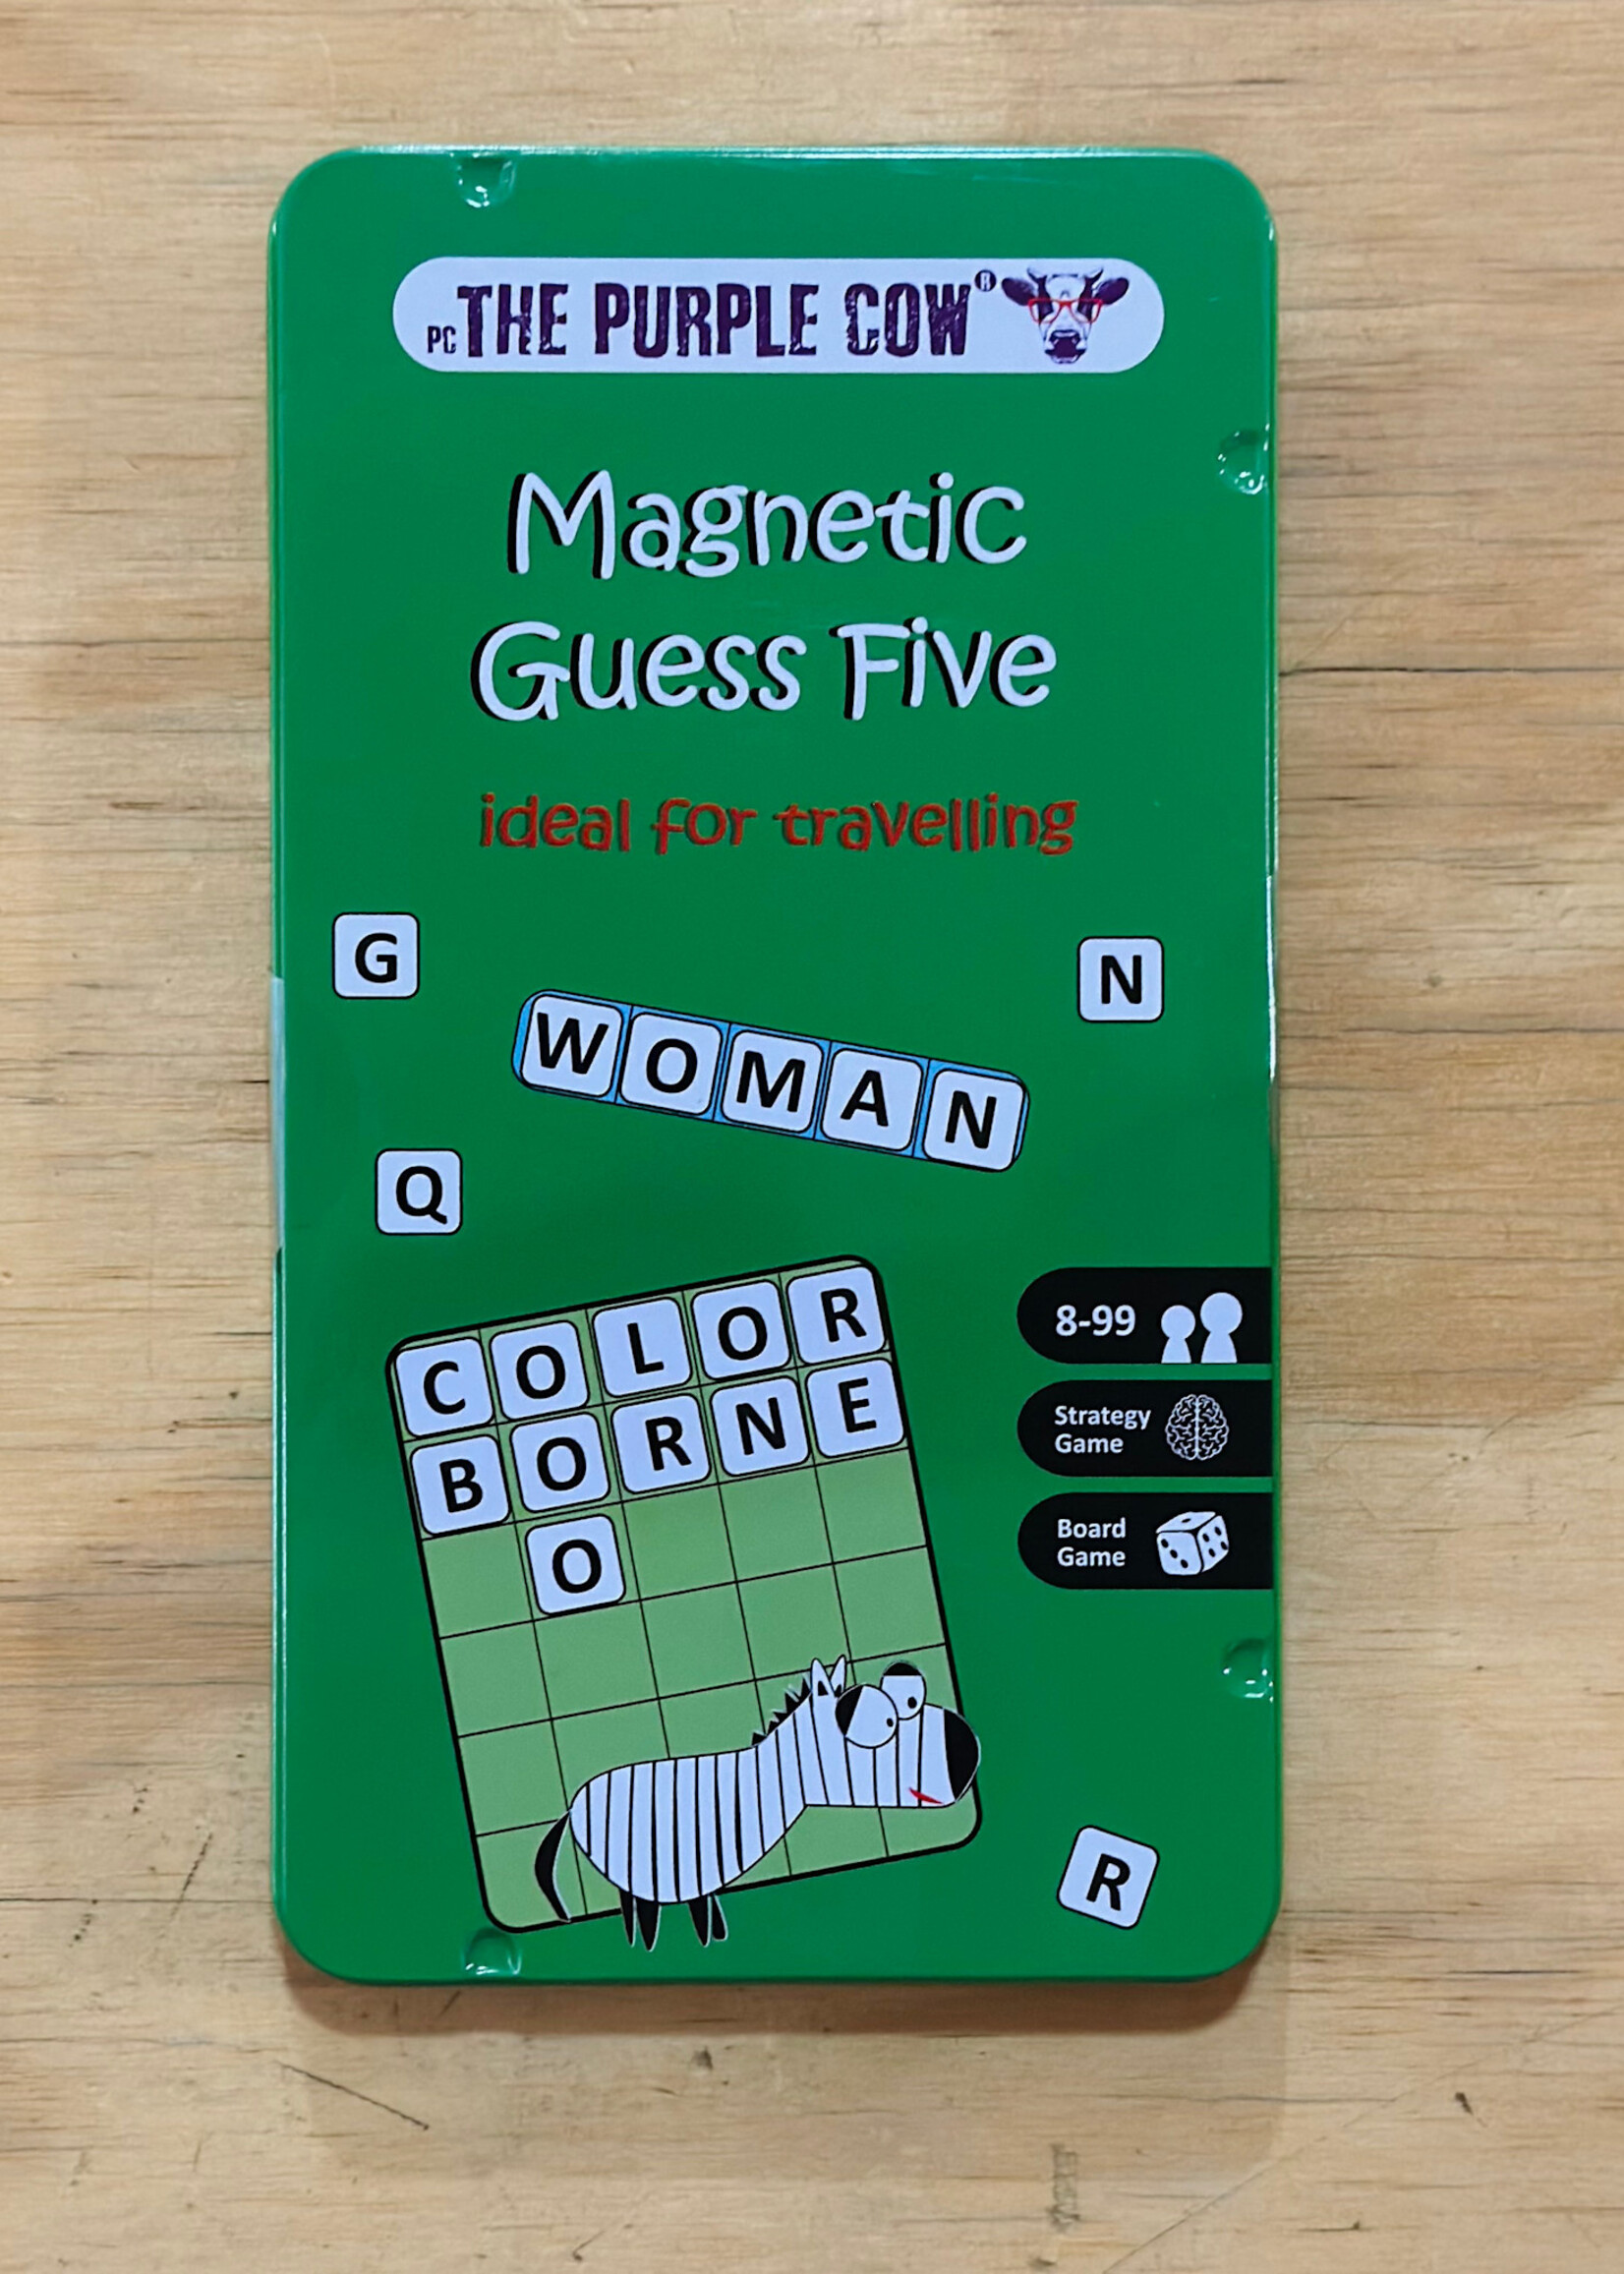 PC THE PURPLE COW®
Magnetic
Guess Five
ideal for travelling
G
N
WOMAN
Q
COLOR
BORNE
O
8-99
Strategy
Game
Board
Game
R